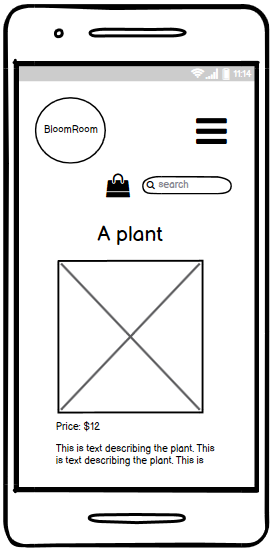 11:14
BloomRoom
search
A plant
Price: $12
This is text describing the plant. This
is text describing the plant. This is